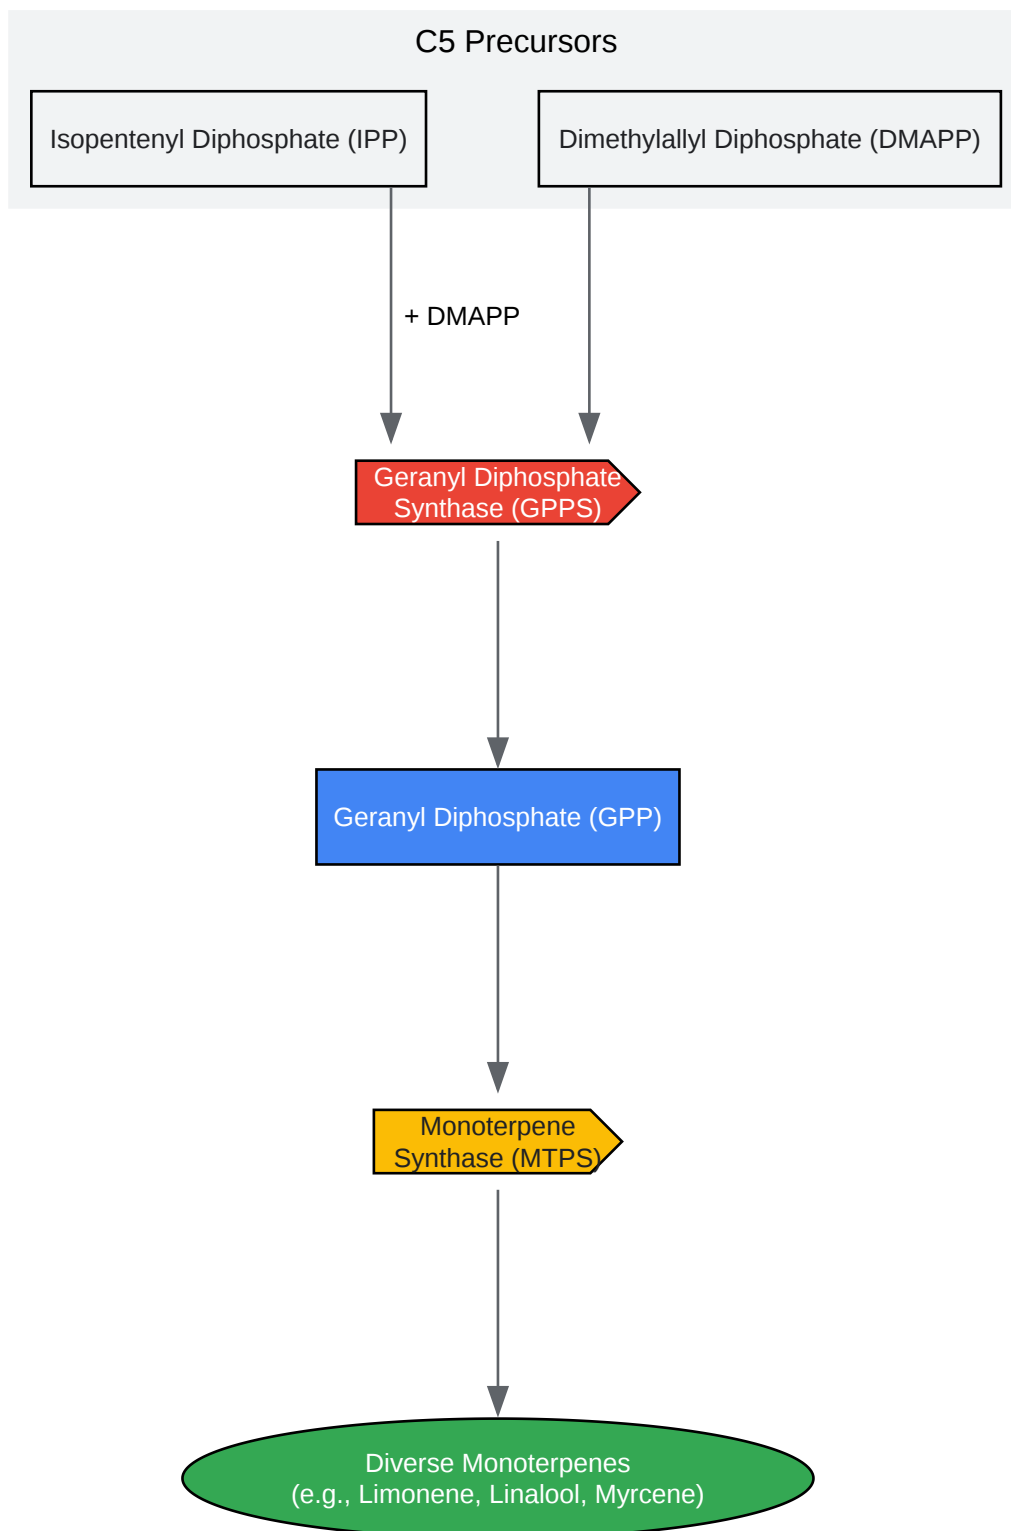 C5 Precursors
Isopentenyl Diphosphate (IPP)
Dimethylallyl Diphosphate (DMAPP)
+ DMAPP
Geranyl Diphosphate
Synthase (GPPS)
Geranyl Diphosphate (GPP)
Monoterpene
Synthase (MTPS)
Diverse Monoterpenes
(e.g., Limonene, Linalool, Myrcene)